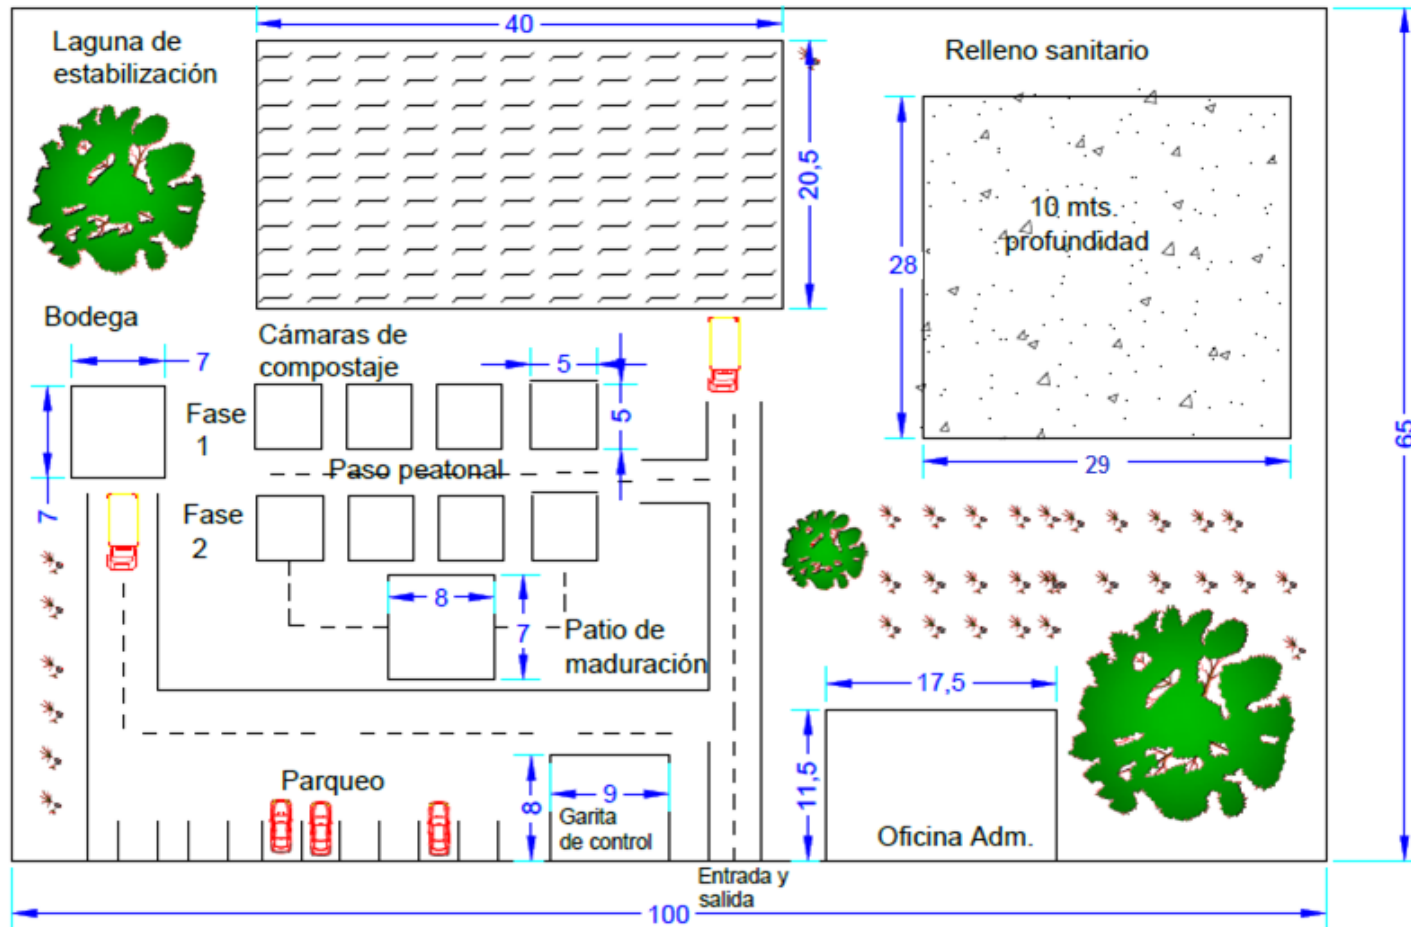 40
Laguna de
estabilización
Relleno sanitario
20,5
10 mts.
profundidad
28
65
29
Bodega
7
7
Cámaras de
compostaje
5
5
Fase
1
Paso peatonal
Fase
2
8
7
Patio de
maduración
17,5
11,5
Parqueo
8
9
Garita
de control
Oficina Adm.
Entrada y
salida
100